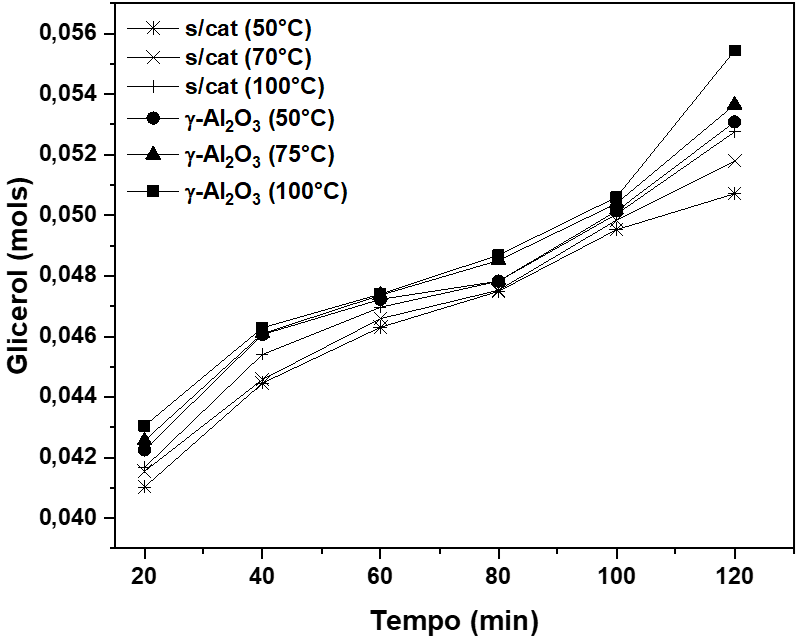 s/cat (50°C)
s/cat (70°C)
s/cat (100°C)
γ-Al₂O₃ (50°C)
γ-Al₂O₃ (75°C)
γ-Al₂O₃ (100°C)
Glicerol (mols)
0,056
0,054
0,052
0,050
0,048
0,046
0,044
0,042
0,040
20 40 60 80 100 120
Tempo (min)